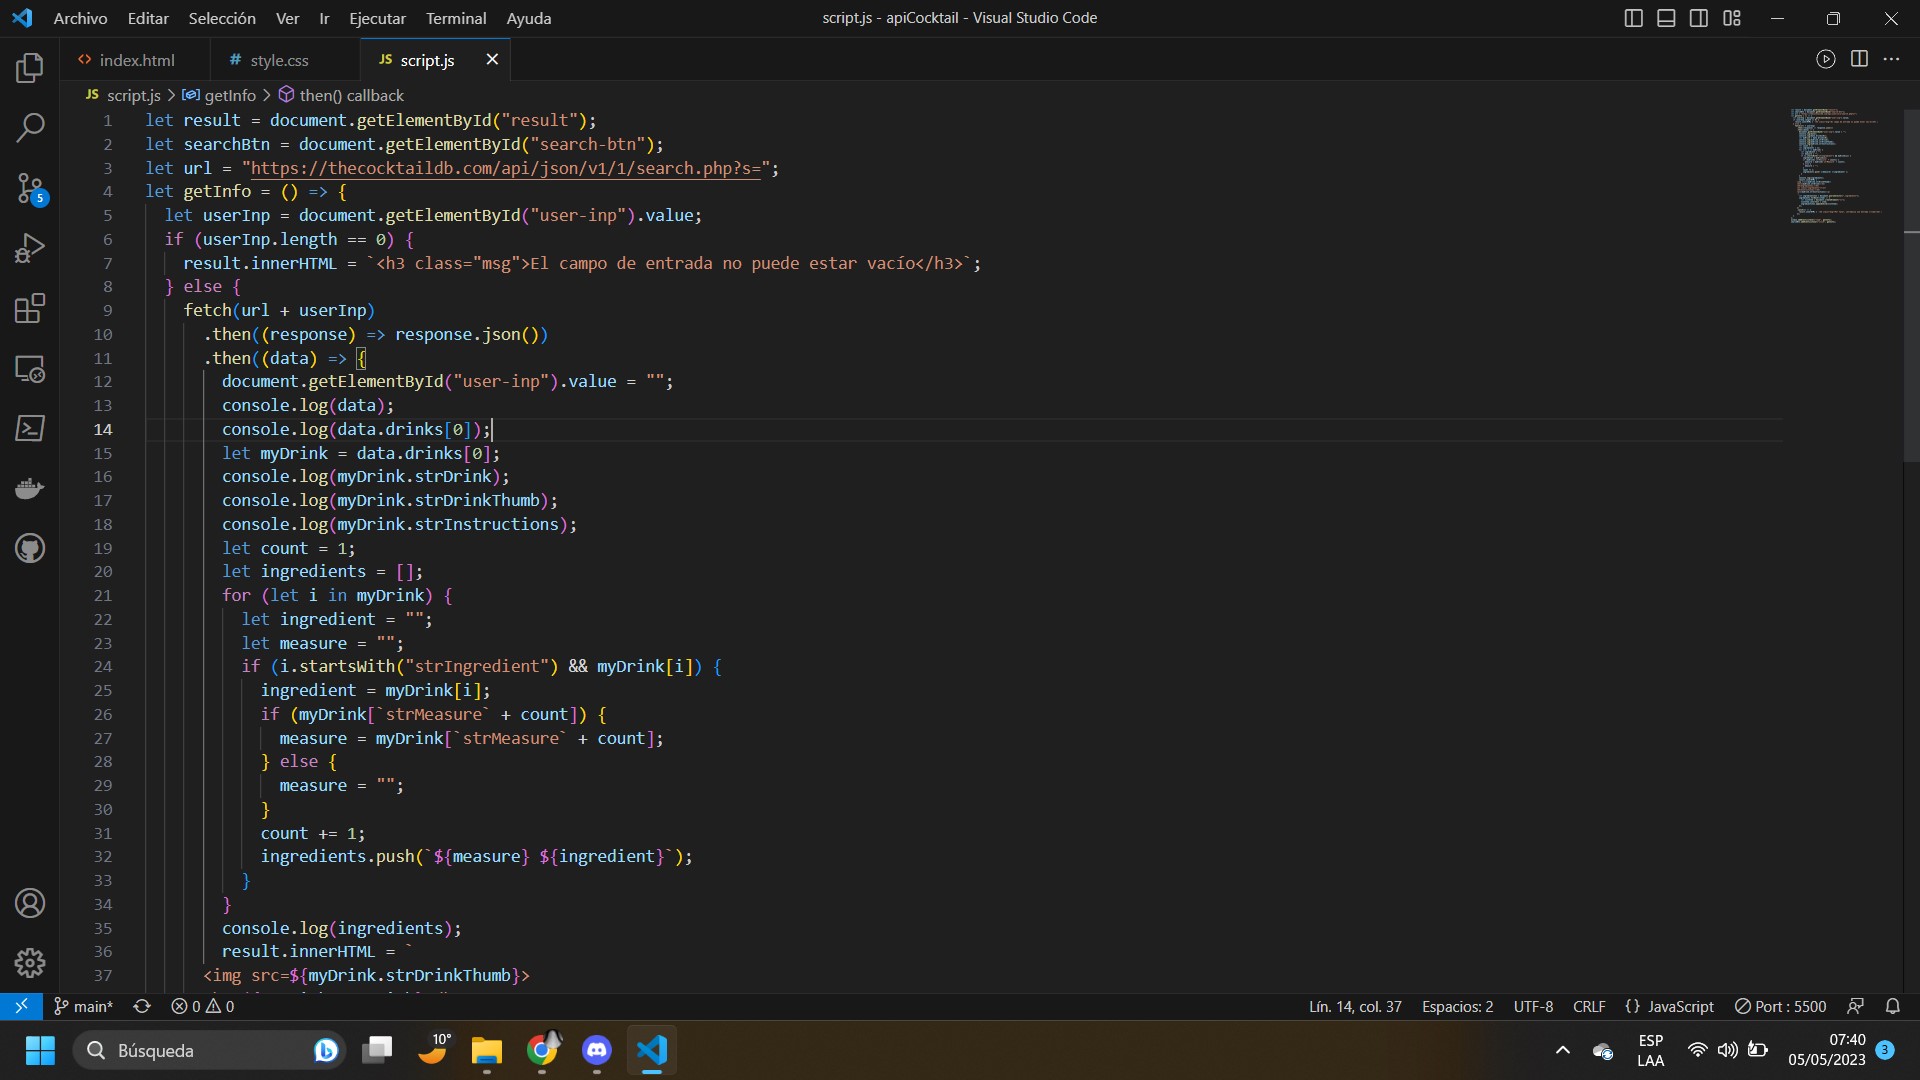 Archivo Editar Selección Ver Ir Ejecutar Terminal Ayuda
script.js - apiCocktail - Visual Studio Code
<> index.html
# style.css
JS script.js
JS script.js > getInfo > then() callback
1 let result = document.getElementById("result");
2 let searchBtn = document.getElementById("search-btn");
3 let url = "https://thecocktaildb.com/api/json/v1/1/search.php?s=";
4 let getInfo = () => {
5 let userInp = document.getElementById("user-inp").value;
6 if (userInp.length == 0) {
7 result.innerHTML = `<h3 class="msg">El campo de entrada no puede estar vacío</h3>`;
8 } else {
9 fetch(url + userInp)
10 .then((response) => response.json())
11 .then((data) => {
12 document.getElementById("user-inp").value = "";
13 console.log(data);
14 console.log(data.drinks[0]);
15 let myDrink = data.drinks[0];
16 console.log(myDrink.strDrink);
17 console.log(myDrink.strDrinkThumb);
18 console.log(myDrink.strInstructions);
19 let count = 1;
20 let ingredients = [];
21 for (let i in myDrink) {
22 let ingredient = "";
23 let measure = "";
24 if (i.startsWith("strIngredient") && myDrink[i]) {
25 ingredient = myDrink[i];
26 if (myDrink[`strMeasure` + count]) {
27 measure = myDrink[`strMeasure` + count];
28 } else {
29 measure = "";
30 }
31 count += 1;
32 ingredients.push(`${measure} ${ingredient}`);
33 }
34 }
35 console.log(ingredients);
36 result.innerHTML = `
37 <img src=${myDrink.strDrinkThumb}>
5
main* 0 0
Lín. 14, col. 37 Espacios: 2 UTF-8 CRLF {} JavaScript Port : 5500
Búsqueda
10°
ESP
LAA
07:40
05/05/2023
3